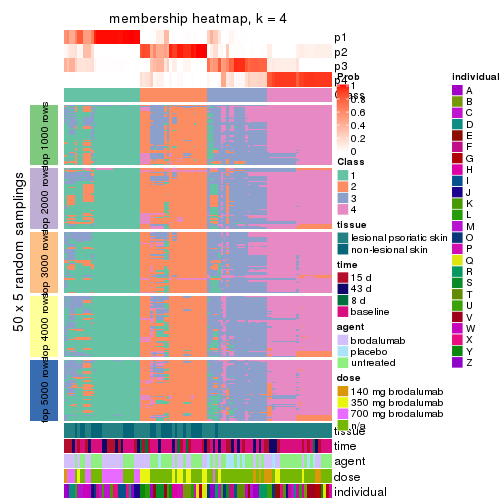 membership heatmap, k = 4
p1
p2
p3
p4
Class
50 x 5 random samplings
top 1000 rows
top 2000 rows
top 3000 rows
top 4000 rows
top 5000 rows
tissue
time
agent
dose
individual
Prob
1
0.8
0.6
0.4
0.2
0
Class
1
2
3
4
tissue
lesional psoriatic skin
non-lesional skin
time
15 d
43 d
8 d
baseline
agent
brodalumab
placebo
untreated
dose
140 mg brodalumab
350 mg brodalumab
700 mg brodalumab
n/a
individual
A
B
C
D
E
F
G
H
I
J
K
L
M
O
P
Q
R
S
T
U
V
W
X
Y
Z